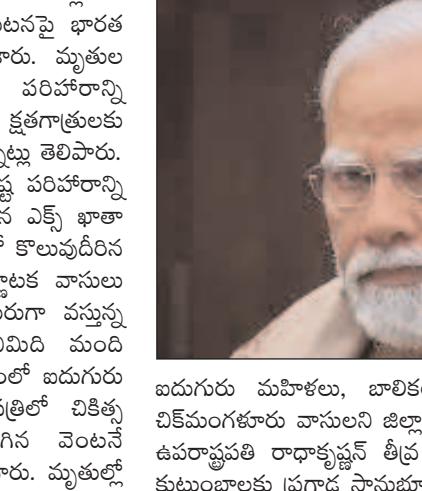 టనపై భారత
రు. మృతుల
పరిహారాన్ని
క్షతగాత్రులకు
నట్లు తెలిపారు.
పరిహారాన్ని
న ఎక్స్ ఖాతా
కొలువుదీరిన
వాసులు
వస్తున్న
మంది
లో ఐదుగురు
చికిత్స
గిన వెంటనే
రు. మృతుల్లో
ఐదుగురు మహిళలు,
చిక్‌మంగళూరు వాసులని జిల్లా
ఉపరాష్ట్రపతి రాధాకృష్ణన్ తీవ్ర
కుటుంబాలకు ప్రగాఢ